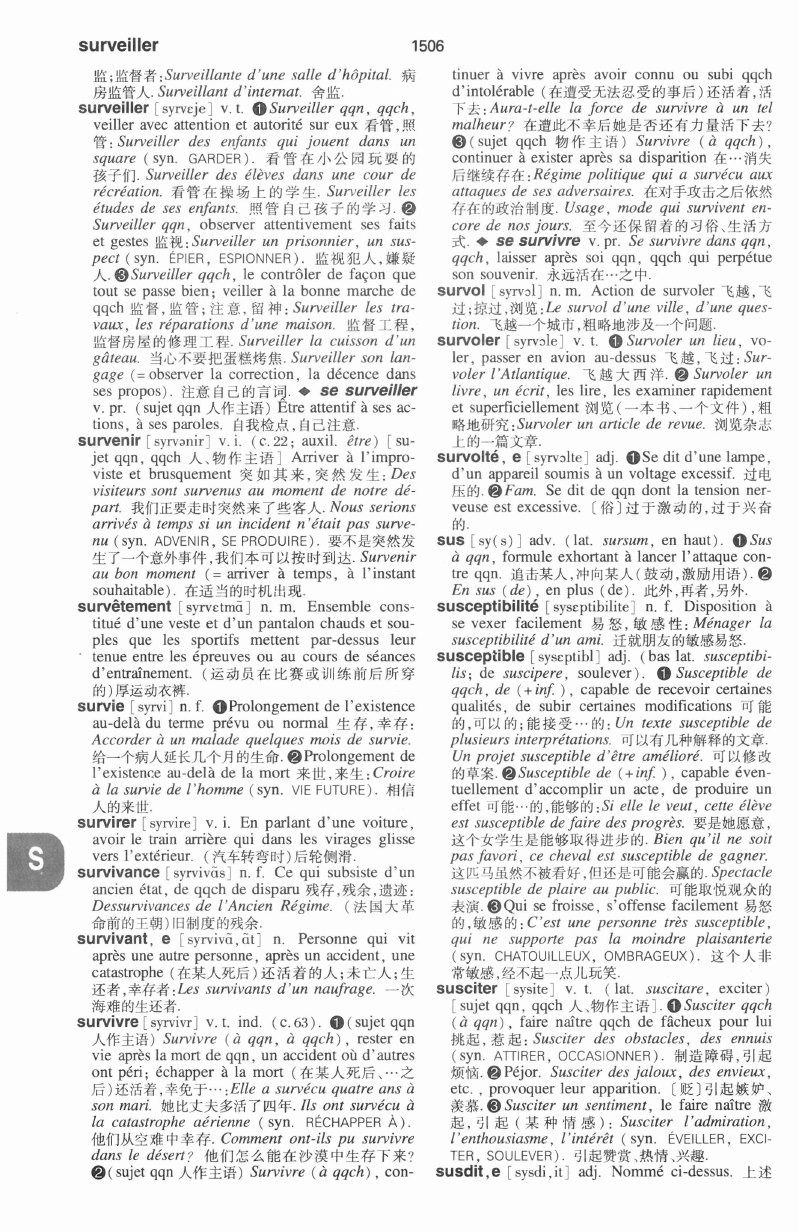 surveiller
1506
监;监督者:Surveillante d'une salle d'hôpital. 病
房监管人. Surveillant d'internat. 舍监.
surveiller [syrvɛje] v. t. ❶Surveiller qqn, qqch,
veiller avec attention et autorité sur eux 看管,照
管: Surveiller des enfants qui jouent dans un
square (syn. GARDER). 看管在小公园玩耍的
孩子们. Surveiller des élèves dans une cour de
récréation. 看管在操场上的学生. Surveiller les
études de ses enfants. 照管自己孩子的学习. ❷
Surveiller qqn, observer attentivement ses faits
et gestes 监视:Surveiller un prisonnier, un sus-
pect (syn. ÉPIER, ESPIONNER). 监视犯人,嫌疑
人.❸Surveiller qqch, le contrôler de façon que
tout se passe bien; veiller à la bonne marche de
qqch 监督,监管;注意,留神: Surveiller les tra-
vaux, les réparations d'une maison. 监督工程,
监督房屋的修理工程. Surveiller la cuisson d'un
gâteau. 当心不要把蛋糕烤焦. Surveiller son lan-
gage (= observer la correction, la décence dans
ses propos). 注意自己的言词. ◆ se surveiller
v. pr. (sujet qqn 人作主语) Être attentif à ses ac-
tions, à ses paroles. 自我检点,自己注意.
survenir [syrvənir] v. i. (c. 22; auxil. être) [su-
jet qqn, qqch 人、物作主语] Arriver à l'impro-
viste et brusquement 突如其来,突然发生: Des
visiteurs sont survenus au moment de notre dé-
part. 我们正要走时突然来了些客人. Nous serions
arrivés à temps si un incident n'était pas surve-
nu (syn. ADVENIR, SE PRODUIRE). 要不是突然发
生了一个意外事件,我们本可以按时到达. Survenir
au bon moment (= arriver à temps, à l'instant
souhaitable). 在适当的时机出现.
survêtement [syrvɛtmɑ̃] n. m. Ensemble cons-
titué d'une veste et d'un pantalon chauds et sou-
ples que les sportifs mettent par-dessus leur
tenue entre les épreuves ou au cours de séances
d'entraînement. (运动员在比赛或训练前后所穿
的)厚运动衣裤.
survie [syrvi] n. f. ❶Prolongement de l'existence
au-delà du terme prévu ou normal 生存,幸存:
Accorder à un malade quelques mois de survie.
给一个病人延长几个月的生命.❷Prolongement de
l'existence au-delà de la mort 来世,来生:Croire
à la survie de l'homme (syn. VIE FUTURE). 相信
人的来世.
survirer [syrvire] v. i. En parlant d'une voiture,
avoir le train arrière qui dans les virages glisse
vers l'extérieur. (汽车转弯时)后轮侧滑.
survivance [syrvivɑ̃s] n. f. Ce qui subsiste d'un
ancien état, de qqch de disparu 残存,残余,遗迹:
Dessurvivances de l'Ancien Régime. (法国大革
命前的王朝)旧制度的残余.
survivant, e [syrvivɑ̃, ɑ̃t] n. Personne qui vit
après une autre personne, après un accident, une
catastrophe (在某人死后)还活着的人;未亡人;生
还者,幸存者:Les survivants d'un naufrage. 一次
海难的生还者.
survivre [syrvivr] v. t. ind. (c. 63). ❶(sujet qqn
人作主语) Survivre (à qqn, à qqch), rester en
vie après la mort de qqn, un accident où d'autres
ont péri; échapper à la mort (在某人死后、…之
后)还活着,幸免于…:Elle a survécu quatre ans à
son mari. 她比丈夫多活了四年. Ils ont survécu à
la catastrophe aérienne (syn. RÉCHAPPER À).
他们从空难中幸存. Comment ont-ils pu survivre
dans le désert? 他们怎么能在沙漠中生存下来?
❷(sujet qqn 人作主语) Survivre (à qqch), con-
tinuer à vivre après avoir connu ou subi qqch
d'intolérable (在遭受无法忍受的事后)还活着,活
下去:Aura-t-elle la force de survivre à un tel
malheur? 在遭此不幸后她是否还有力量活下去?
❸(sujet qqch 物作主语) Survivre (à qqch),
continuer à exister après sa disparition 在…消失
后继续存在:Régime politique qui a survécu aux
attaques de ses adversaires. 在对手攻击之后依然
存在的政治制度. Usage, mode qui survivent en-
core de nos jours. 至今还保留着的习俗、生活方
式. ◆ se survivre v. pr. Se survivre dans qqn,
qqch, laisser après soi qqn, qqch qui perpétue
son souvenir. 永远活在…之中.
survol [syrvɔl] n. m. Action de survoler 飞越,飞
过;掠过,浏览:Le survol d'une ville, d'une ques-
tion. 飞越一个城市,粗略地涉及一个问题.
survoler [syrvɔle] v. t. ❶ Survoler un lieu, vo-
ler, passer en avion au-dessus 飞越,飞过: Sur-
voler l'Atlantique. 飞越大西洋. ❷ Survoler un
livre, un écrit, les lire, les examiner rapidement
et superficiellement 浏览(一本书、一个文件),粗
略地研究:Survoler un article de revue. 浏览杂志
上的一篇文章.
survolté, e [syrvɔlte] adj. ❶Se dit d'une lampe,
d'un appareil soumis à un voltage excessif. 过电
压的.❷Fam. Se dit de qqn dont la tension ner-
veuse est excessive. 〔俗〕过于激动的,过于兴奋
的.
sus [sy(s)] adv. (lat. sursum, en haut). ❶Sus
à qqn, formule exhortant à lancer l'attaque con-
tre qqn. 追击某人,冲向某人(鼓动,激励用语).❷
En sus (de), en plus (de). 此外,再者,另外.
susceptibilité [sysɛptibilite] n. f. Disposition à
se vexer facilement 易怒,敏感性: Ménager la
susceptibilité d'un ami. 迁就朋友的敏感易怒.
susceptible [sysɛptibl] adj. (bas lat. susceptibi-
lis; de suscipere, soulever). ❶ Susceptible de
qqch, de (+inf.), capable de recevoir certaines
qualités, de subir certaines modifications 可能
的,可以的;能接受…的: Un texte susceptible de
plusieurs interprétations. 可以有几种解释的文章.
Un projet susceptible d'être amélioré. 可以修改
的草案.❷Susceptible de (+inf.), capable éven-
tuellement d'accomplir un acte, de produire un
effet 可能…的,能够的:Si elle le veut, cette élève
est susceptible de faire des progrès. 要是她愿意,
这个女学生是能够取得进步的. Bien qu'il ne soit
pas favori, ce cheval est susceptible de gagner.
这匹马虽然不被看好,但还是可能会赢的. Spectacle
susceptible de plaire au public. 可能取悦观众的
表演.❸Qui se froisse, s'offense facilement 易怒
的,敏感的:C'est une personne très susceptible,
qui ne supporte pas la moindre plaisanterie
(syn. CHATOUILLEUX, OMBRAGEUX). 这个人非
常敏感,经不起一点儿玩笑.
susciter [sysite] v. t. (lat. suscitare, exciter)
[sujet qqn, qqch 人、物作主语]. ❶Susciter qqch
(à qqn), faire naître qqch de fâcheux pour lui
挑起,惹起: Susciter des obstacles, des ennuis
(syn. ATTIRER, OCCASIONNER). 制造障碍,引起
烦恼.❷Péjor. Susciter des jaloux, des envieux,
etc., provoquer leur apparition. 〔贬〕引起嫉妒、
羡慕.❸Susciter un sentiment, le faire naître 激
起,引起(某种情感): Susciter l'admiration,
l'enthousiasme, l'intérêt (syn. ÉVEILLER, EXCI-
TER, SOULEVER). 引起赞赏、热情、兴趣.
susdit,e [sysdi,it] adj. Nommé ci-dessus. 上述
S